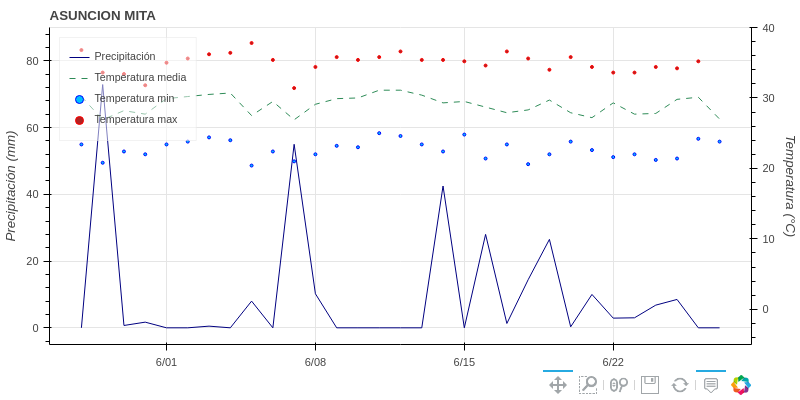 ASUNCION MITA
Precipitación
Temperatura media
Temperatura min
Temperatura max
Precipitación (mm)
80
60
40
20
0
Temperatura (°C)
40
30
20
10
0
6/01
6/08
6/15
6/22